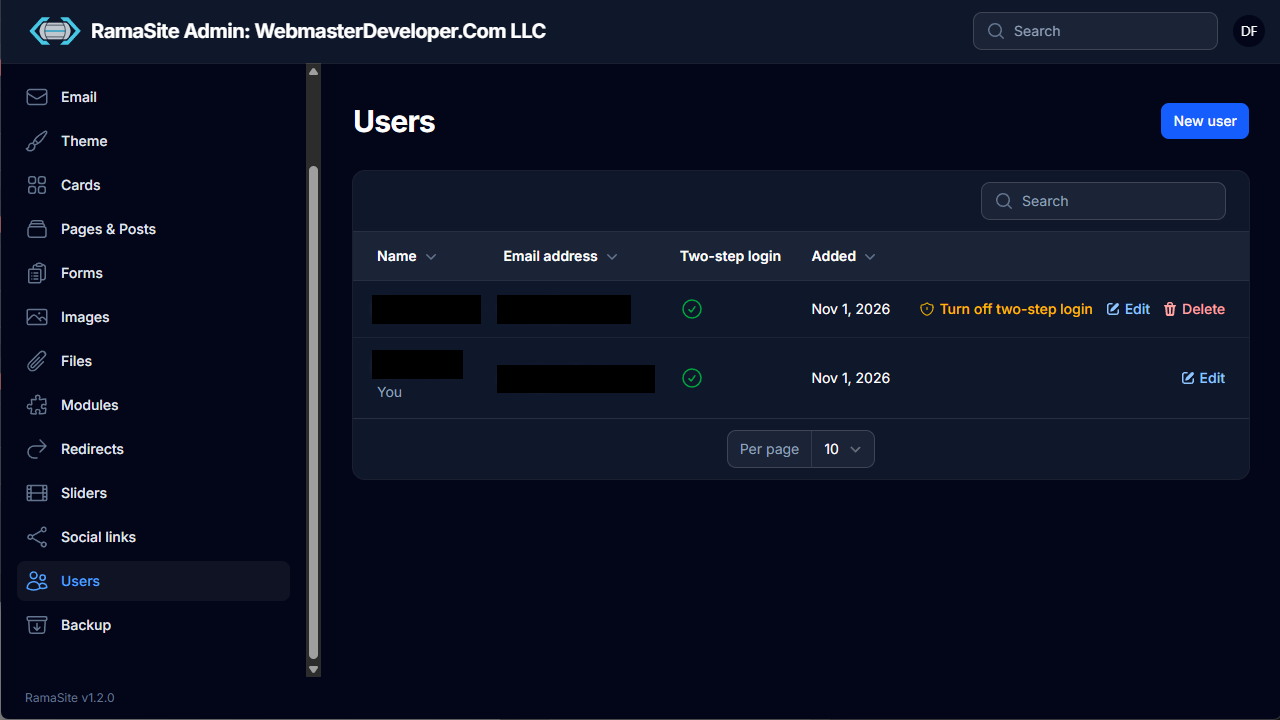 RamaSite Admin: WebmasterDeveloper.Com LLC
Search
DF
Email
Theme
Cards
Pages & Posts
Forms
Images
Files
Modules
Redirects
Sliders
Social links
Users
Backup
RamaSite v1.2.0
Users
New user
Search
Name Email address Two-step login Added
Nov 1, 2026 Turn off two-step login Edit Delete
You Nov 1, 2026 Edit
Per page 10